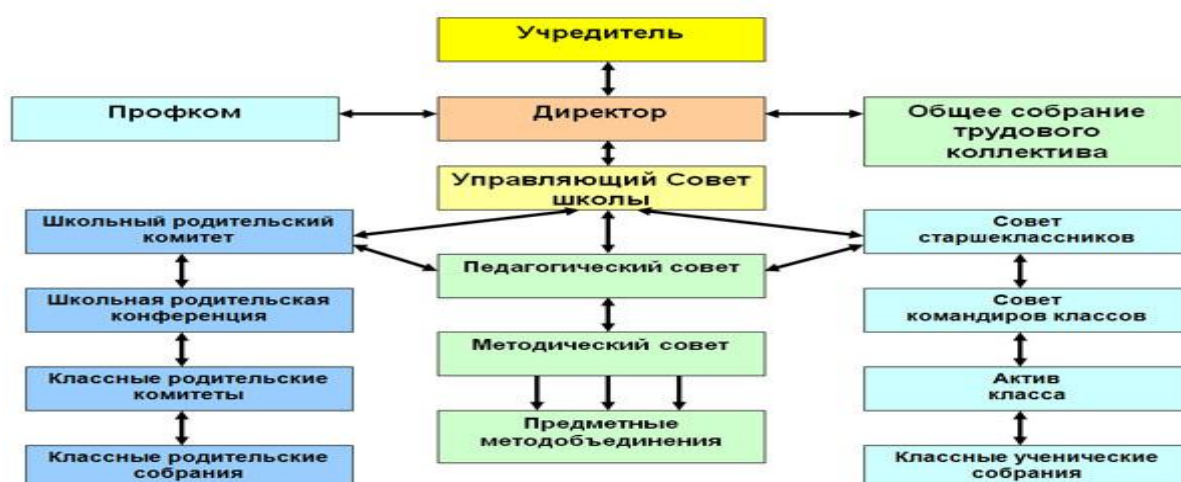 Учредитель
Профком
Директор
Общее собрание
трудового
коллектива
Управляющий Совет
школы
Школьный родительский
комитет
Совет
старшеклассников
Педагогический совет
Школьная родительская
конференция
Совет
командиров классов
Методический совет
Классные родительские
комитеты
Актив
класса
Предметные
методобъединения
Классные родительские
собрания
Классные ученические
собрания